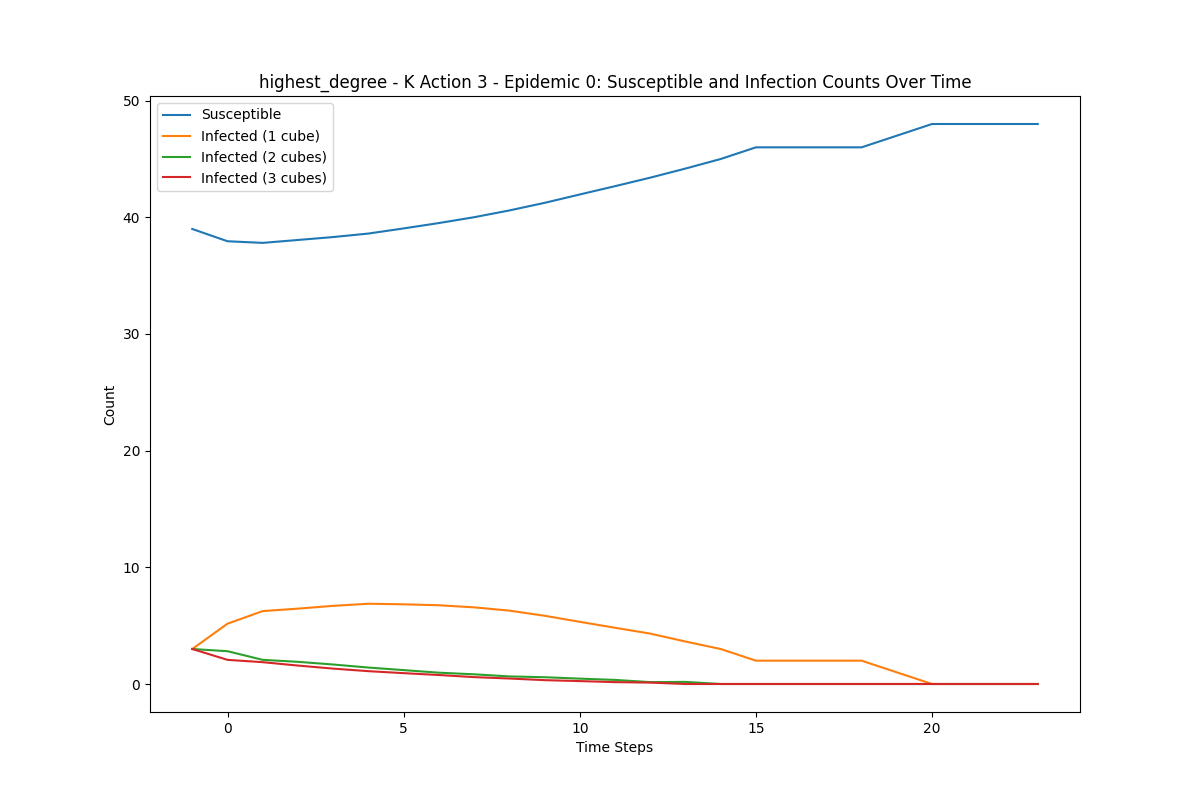 highest_degree - K Action 3 - Epidemic 0: Susceptible and Infection Counts Over Time
Susceptible
Infected (1 cube)
Infected (2 cubes)
Infected (3 cubes)
50
40
30
20
10
0
Count
0 5 10 15 20
Time Steps